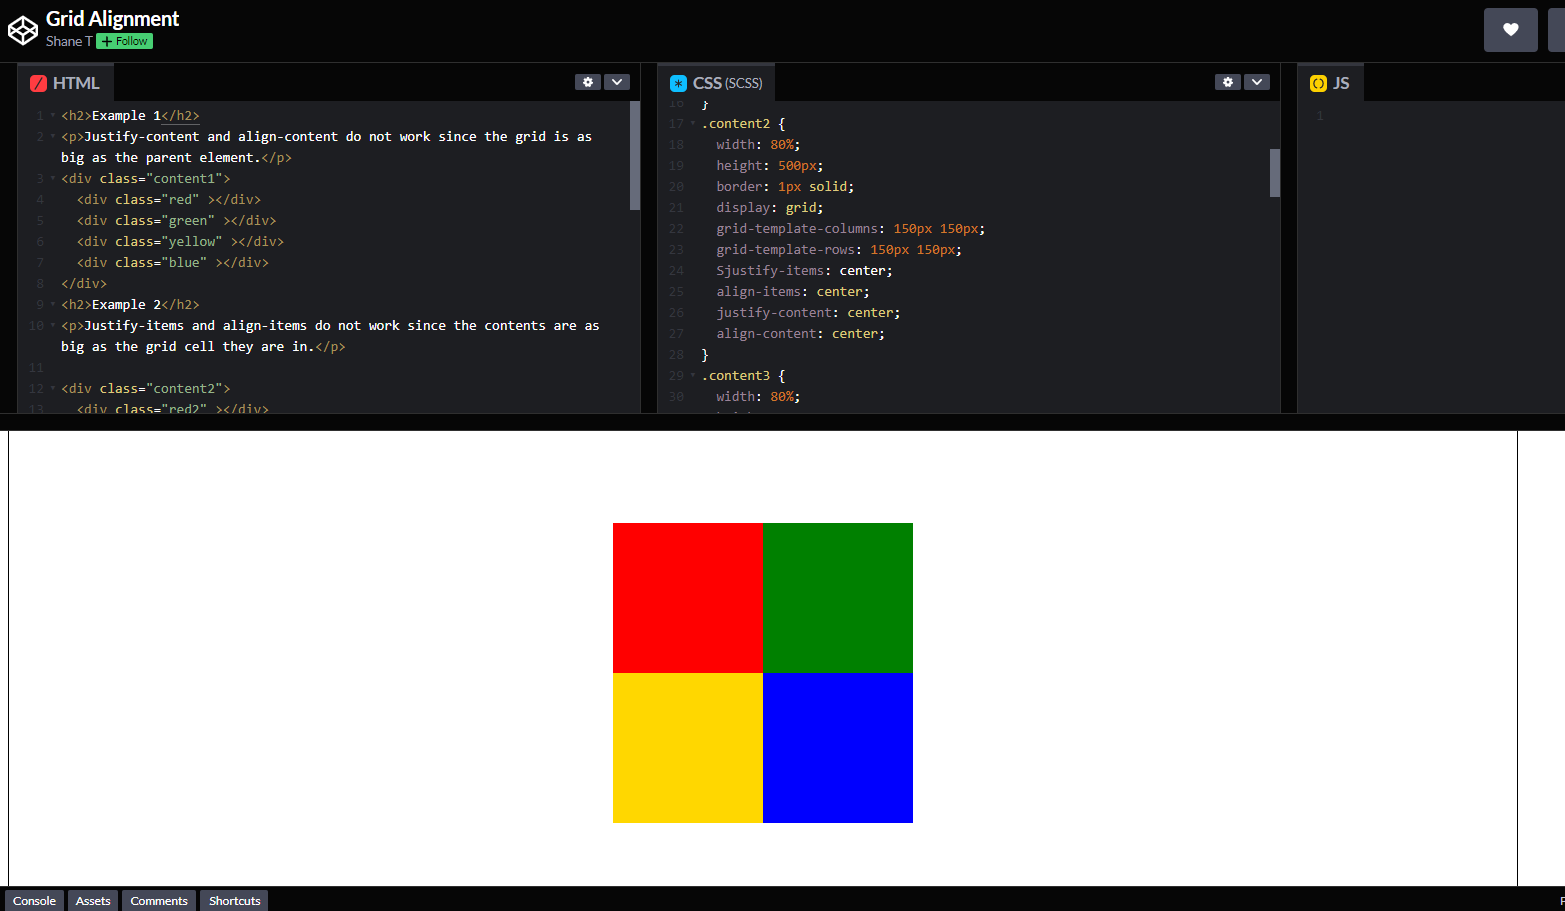 Grid Alignment
Shane T + Follow
HTML
1 <h2>Example 1</h2>
2 <p>Justify-content and align-content do not work since the grid is as
big as the parent element.</p>
3 <div class="content1">
4 <div class="red" ></div>
5 <div class="green" ></div>
6 <div class="yellow" ></div>
7 <div class="blue" ></div>
8 </div>
9 <h2>Example 2</h2>
10 <p>Justify-items and align-items do not work since the contents are as
big as the grid cell they are in.</p>
11
12 <div class="content2">
13 <div class="red2" ></div>
CSS (SCSS)
16 }
17 .content2 {
18 width: 80%;
19 height: 500px;
20 border: 1px solid;
21 display: grid;
22 grid-template-columns: 150px 150px;
23 grid-template-rows: 150px 150px;
24 Sjustify-items: center;
25 align-items: center;
26 justify-content: center;
27 align-content: center;
28 }
29 .content3 {
30 width: 80%;
JS
1
Console
Assets
Comments
Shortcuts